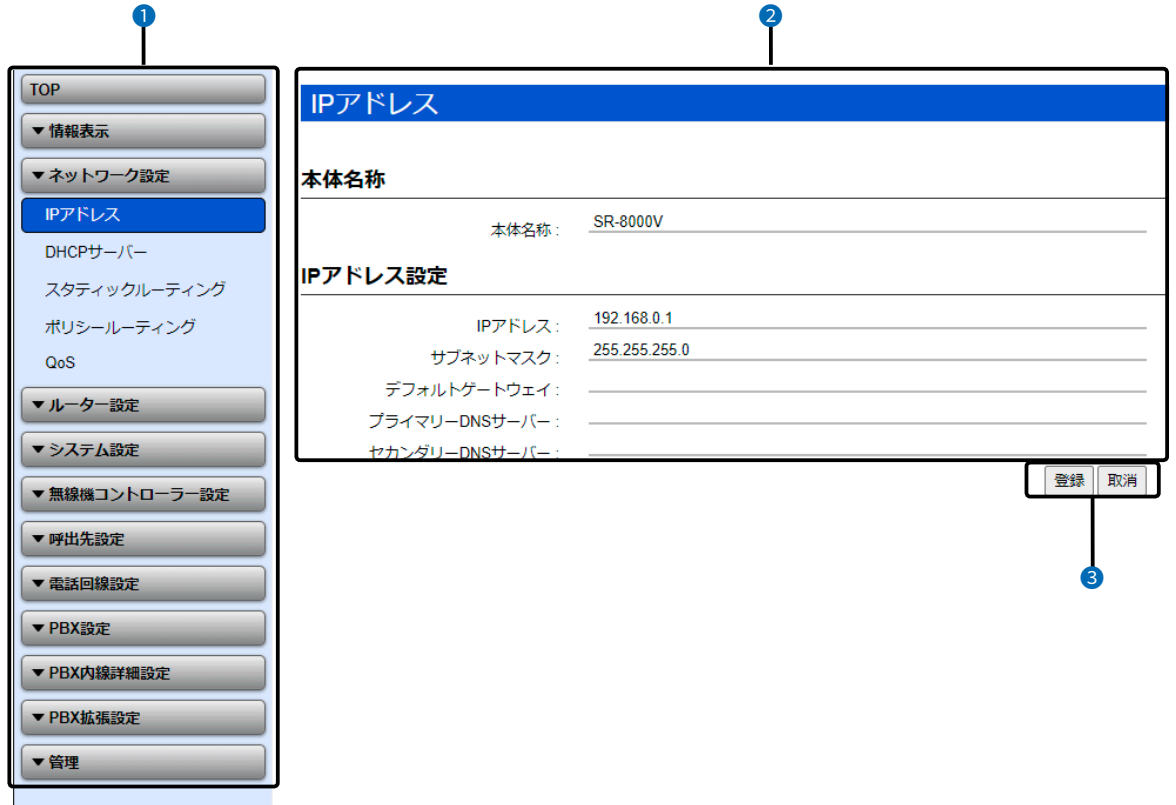 1
2
TOP
▼情報表示
▼ネットワーク設定
IPアドレス
DHCPサーバー
スタティックルーティング
ポリシールーティング
QoS
▼ルーター設定
▼システム設定
▼無線機コントローラー設定
▼呼出先設定
▼電話回線設定
▼PBX設定
▼PBX内線詳細設定
▼PBX拡張設定
▼管理
IPアドレス
本体名称
本体名称 : SR-8000V
IPアドレス設定
IPアドレス : 192.168.0.1
サブネットマスク : 255.255.255.0
デフォルトゲートウェイ :
プライマリーDNSサーバー :
セカンダリーDNSサーバー :
登録 取消
3